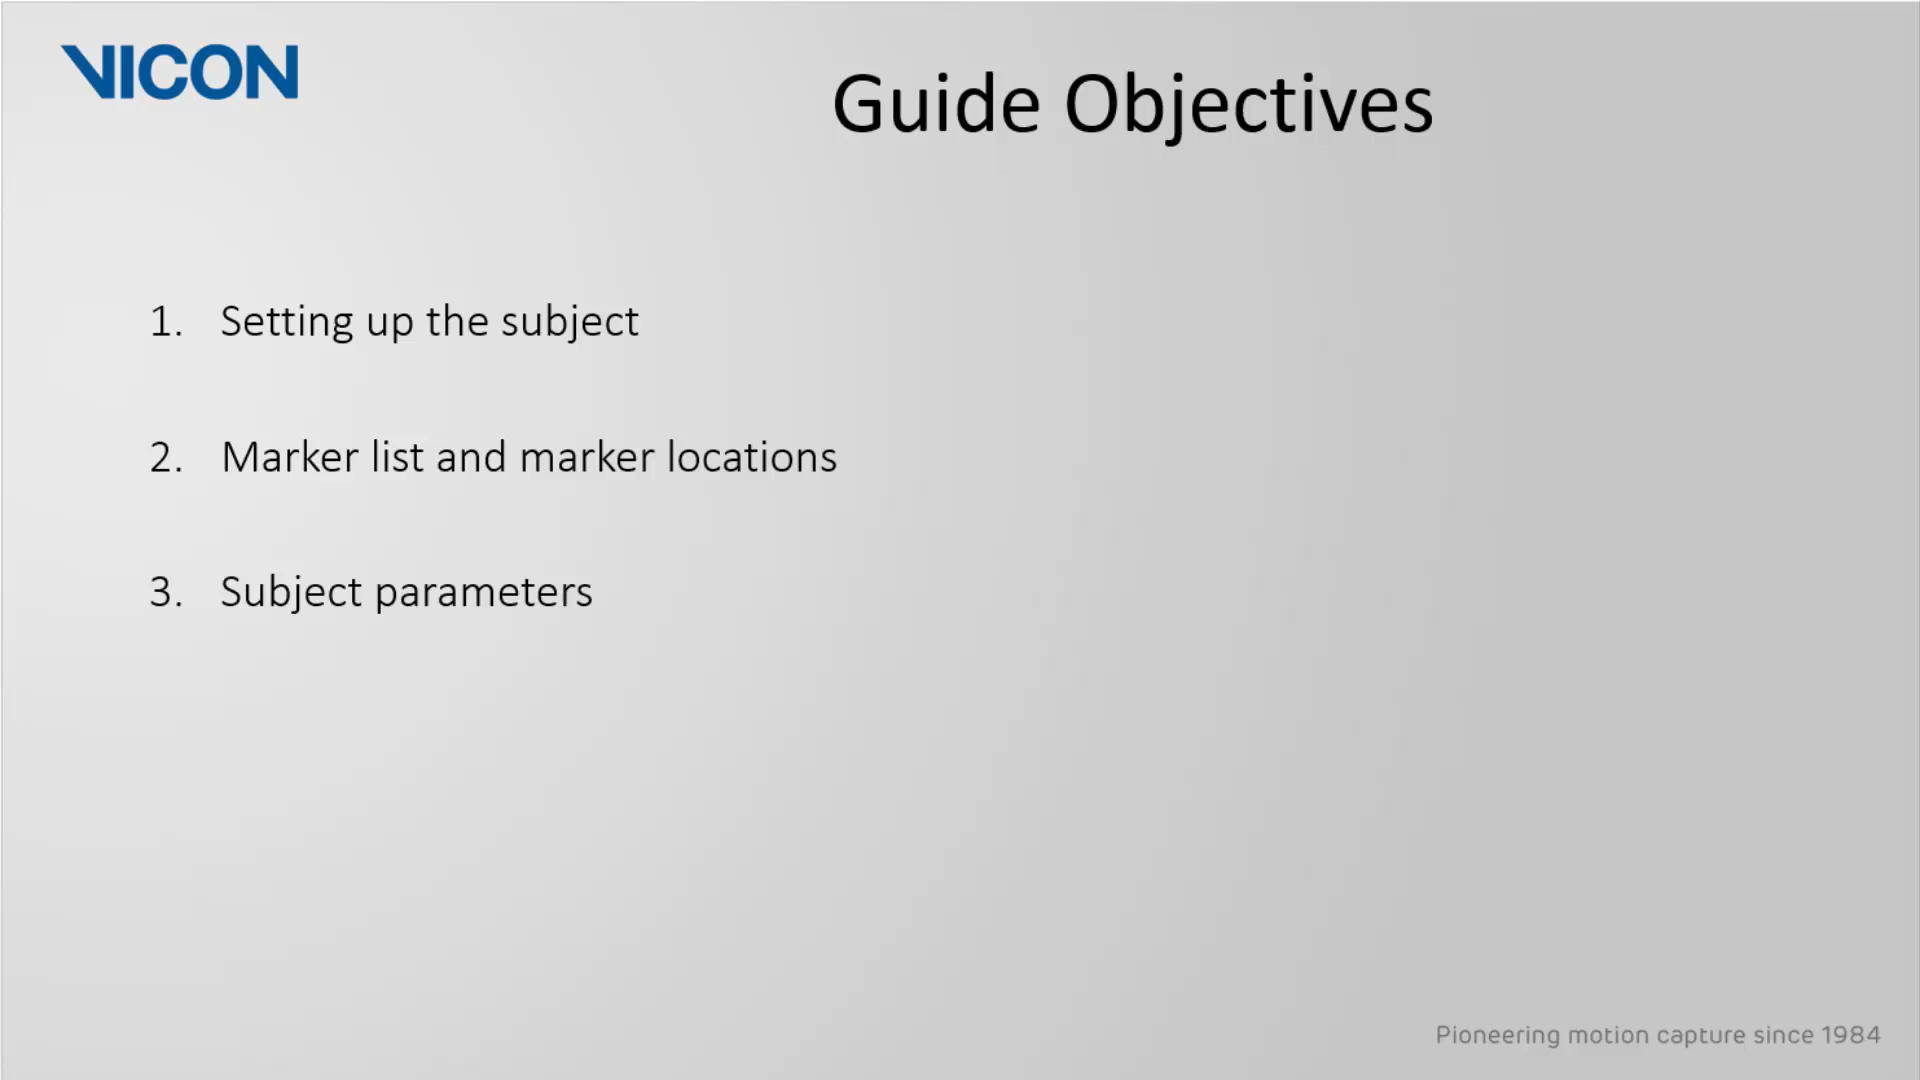 VICON
Guide Objectives
1. Setting up the subject
2. Marker list and marker locations
3. Subject parameters
Pioneering motion capture since 1984